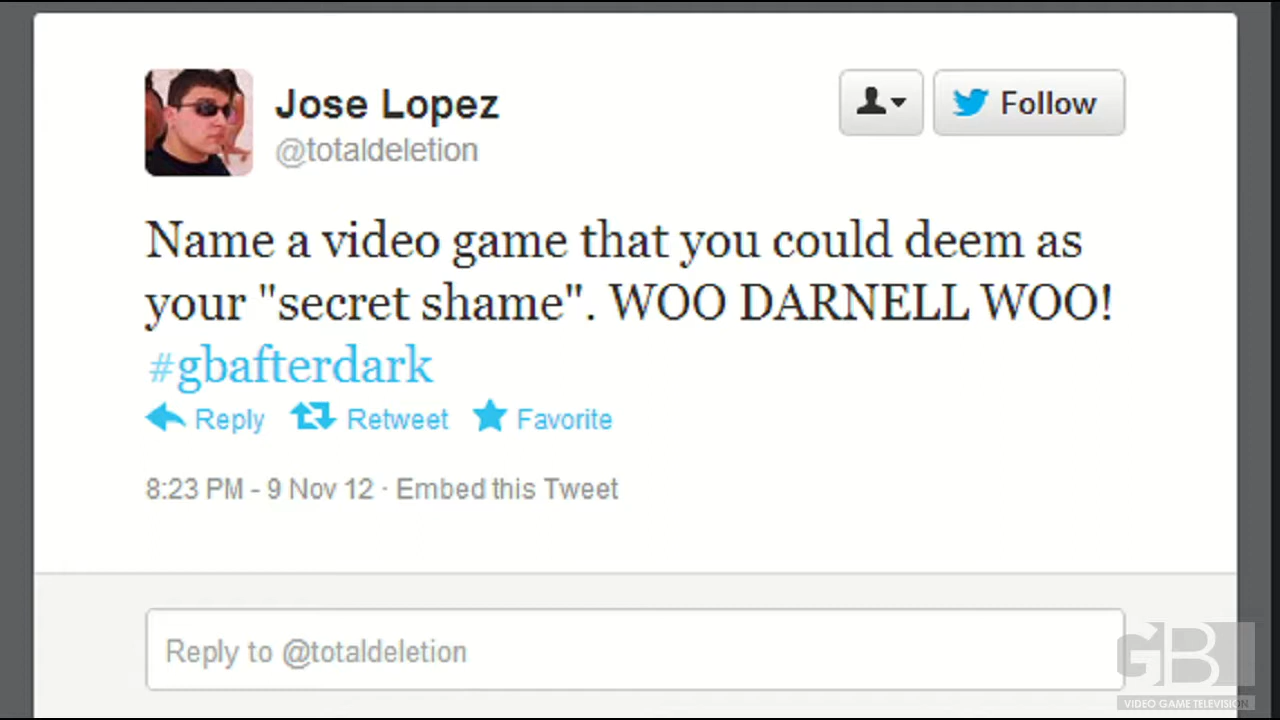 Jose Lopez
@totaldeletion
Follow
Name a video game that you could deem as
your "secret shame". WOO DARNELL WOO!
#gbafterdark
Reply Retweet Favorite
8:23 PM - 9 Nov 12 · Embed this Tweet
Reply to @totaldeletion
GB!
VIDEO GAME TELEVISION